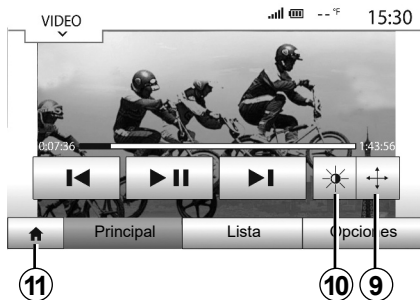 VIDEO
-- °F 15:30
0:07:36 1:43:56
Principal Lista Opciones
11 10 9